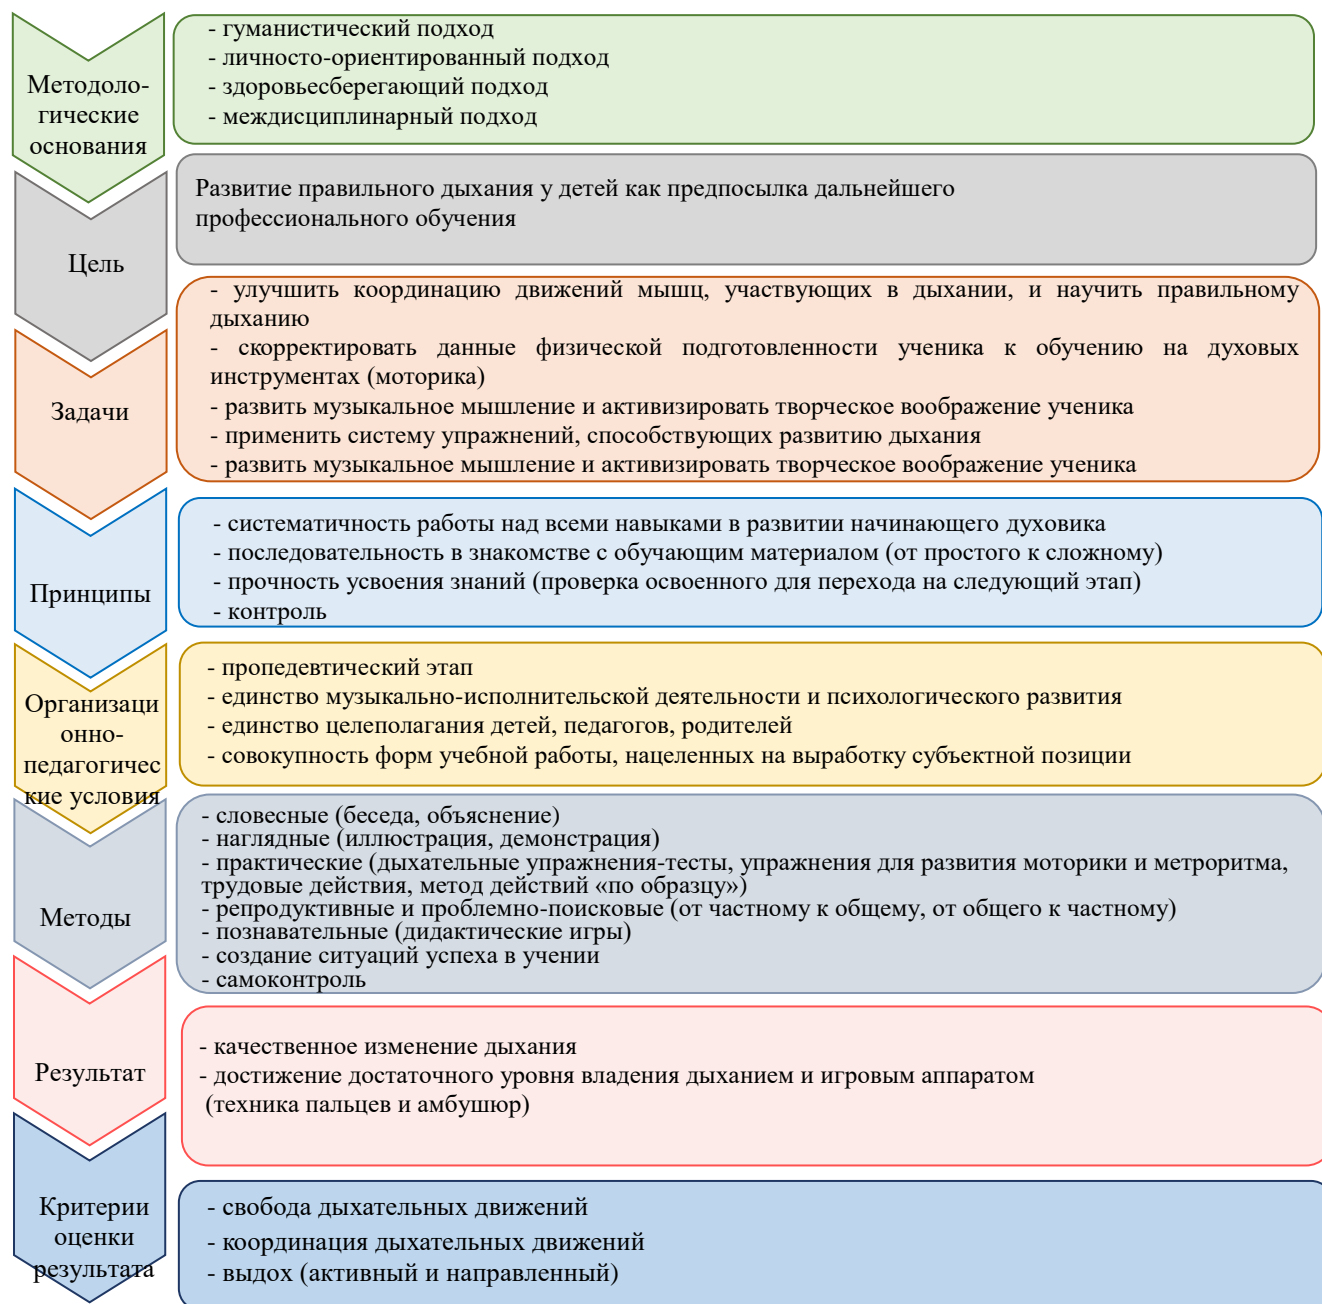 Методоло-
гические
основания
- гуманистический подход
- личносто-ориентированный подход
- здоровьесберегающий подход
- междисциплинарный подход
Цель
Развитие правильного дыхания у детей как предпосылка дальнейшего
профессионального обучения
Задачи
- улучшить координацию движений мышц, участвующих в дыхании, и научить правильному
дыханию
- скорректировать данные физической подготовленности ученика к обучению на духовых
инструментах (моторика)
- развить музыкальное мышление и активизировать творческое воображение ученика
- применить систему упражнений, способствующих развитию дыхания
- развить музыкальное мышление и активизировать творческое воображение ученика
Принципы
- систематичность работы над всеми навыками в развитии начинающего духовика
- последовательность в знакомстве с обучающим материалом (от простого к сложному)
- прочность усвоения знаний (проверка освоенного для перехода на следующий этап)
- контроль
Организаци
онно-
педагогичес
кие условия
- пропедевтический этап
- единство музыкально-исполнительской деятельности и психологического развития
- единство целеполагания детей, педагогов, родителей
- совокупность форм учебной работы, нацеленных на выработку субъектной позиции
Методы
- словесные (беседа, объяснение)
- наглядные (иллюстрация, демонстрация)
- практические (дыхательные упражнения-тесты, упражнения для развития моторики и метроритма,
трудовые действия, метод действий «по образцу»)
- репродуктивные и проблемно-поисковые (от частному к общему, от общего к частному)
- познавательные (дидактические игры)
- создание ситуаций успеха в учении
- самоконтроль
Результат
- качественное изменение дыхания
- достижение достаточного уровня владения дыханием и игровым аппаратом
(техника пальцев и амбушюр)
Критерии
оценки
результата
- свобода дыхательных движений
- координация дыхательных движений
- выдох (активный и направленный)